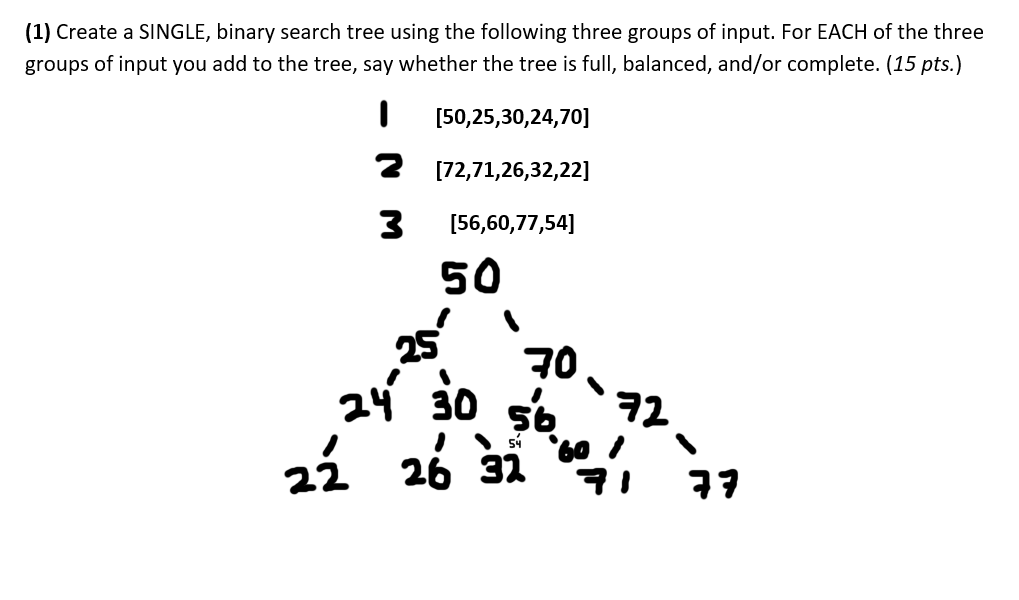 (1) Create a SINGLE, binary search tree using the following three groups of input. For EACH of the three
groups of input you add to the tree, say whether the tree is full, balanced, and/or complete. (15 pts.)
1 [50,25,30,24,70]
2 [72,71,26,32,22]
3 [56,60,77,54]
50
25 70
24 30 56 72
54 60
22 26 32 71 77